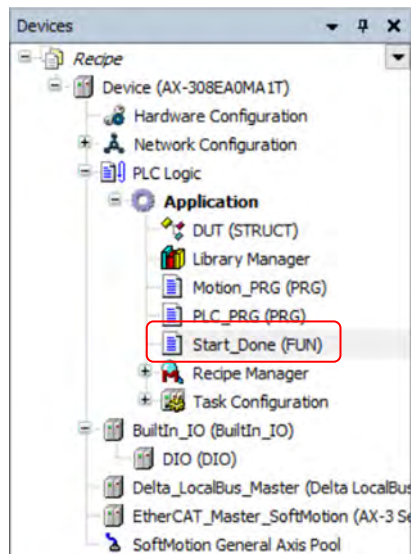 Devices
Recipe
Device (AX-308EA0MA1T)
Hardware Configuration
Network Configuration
PLC Logic
Application
DUT (STRUCT)
Library Manager
Motion_PRG (PRG)
PLC_PRG (PRG)
Start_Done (FUN)
Recipe Manager
Task Configuration
BuiltIn_IO (BuiltIn_IO)
DIO (DIO)
Delta_LocalBus_Master (Delta LocalBus
EtherCAT_Master_SoftMotion (AX-3 Se
SoftMotion General Axis Pool